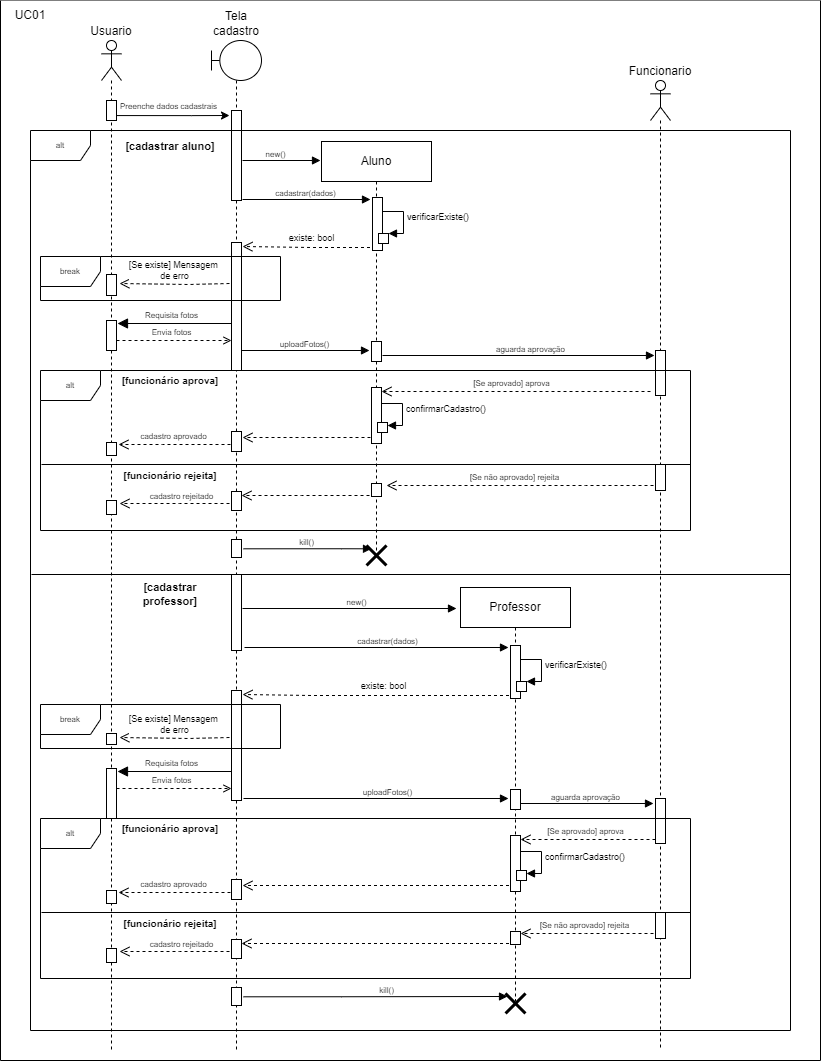 UC01
Usuario
Tela
cadastro
Funcionario
Preenche dados cadastrais
alt
[cadastrar aluno]
new()
Aluno
cadastrar(dados)
verificarExiste()
existe: bool
break
[Se existe] Mensagem
de erro
Requisita fotos
Envia fotos
uploadFotos()
aguarda aprovação
alt
[funcionário aprova]
[Se aprovado] aprova
confirmarCadastro()
cadastro aprovado
[funcionário rejeita]
[Se não aprovado] rejeita
cadastro rejeitado
kill()
[cadastrar
professor]
new()
Professor
cadastrar(dados)
verificarExiste()
existe: bool
break
[Se existe] Mensagem
de erro
Requisita fotos
Envia fotos
uploadFotos()
aguarda aprovação
alt
[funcionário aprova]
[Se aprovado] aprova
confirmarCadastro()
cadastro aprovado
[funcionário rejeita]
[Se não aprovado] rejeita
cadastro rejeitado
kill()